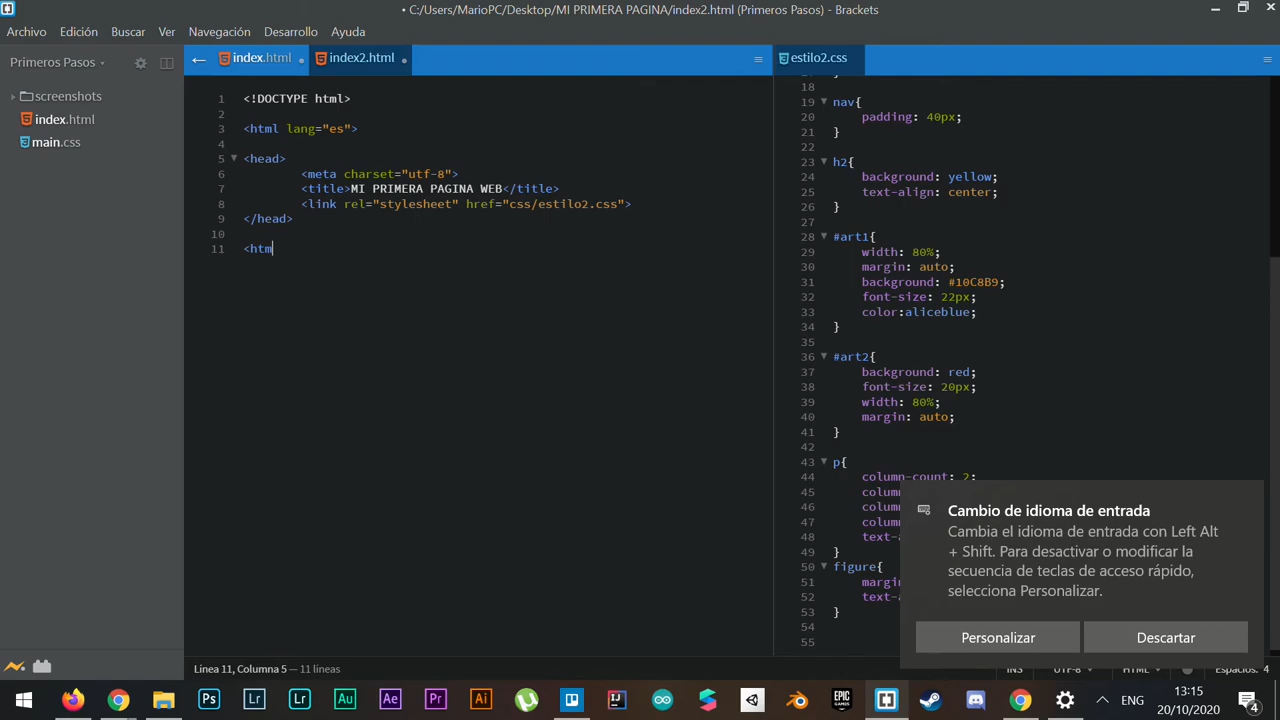 • C:/Users/MarioPC/Desktop/MI PRIMERA PAGINA/index2.html (Primeros Pasos) - Brackets
Archivo Edición Buscar Ver Navegación Desarrollo Ayuda
Primeros Pasos
screenshots
index.html
main.css
index.html
index2.html
1 <!DOCTYPE html>
2
3 <html lang="es">
4
5 <head>
6 <meta charset="utf-8">
7 <title>MI PRIMERA PAGINA WEB</title>
8 <link rel="stylesheet" href="css/estilo2.css">
9 </head>
10
11 <htm
estilo2.css
18
19 nav{
20 padding: 40px;
21 }
22
23 h2{
24 background: yellow;
25 text-align: center;
26 }
27
28 #art1{
29 width: 80%;
30 margin: auto;
31 background: #10C8B9;
32 font-size: 22px;
33 color:aliceblue;
34 }
35
36 #art2{
37 background: red;
38 font-size: 20px;
39 width: 80%;
40 margin: auto;
41 }
42
43 p{
44 column-count: 2;
45 colum
46 colum
47 colum
48 text-a
49 }
50 figure{
51 margin
52 text-a
53 }
54
55
Cambio de idioma de entrada
Cambia el idioma de entrada con Left Alt
+ Shift. Para desactivar o modificar la
secuencia de teclas de acceso rápido,
selecciona Personalizar.
Personalizar
Descartar
Línea 11, Columna 5 — 11 líneas
INS UTF-8 HTML Espacios: 4
Ps Lr Lr Au Ae Pr Ai
EPIC
GAMES
ENG
13:15
20/10/2020
4